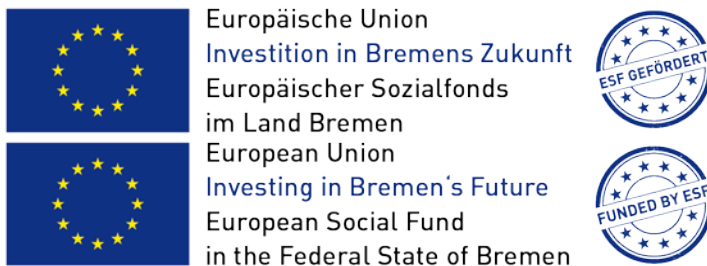 Europäische Union
Investition in Bremens Zukunft
Europäischer Sozialfonds
im Land Bremen
ESF GEFÖRDERT
European Union
Investing in Bremen‘s Future
European Social Fund
in the Federal State of Bremen
FUNDED BY ESF